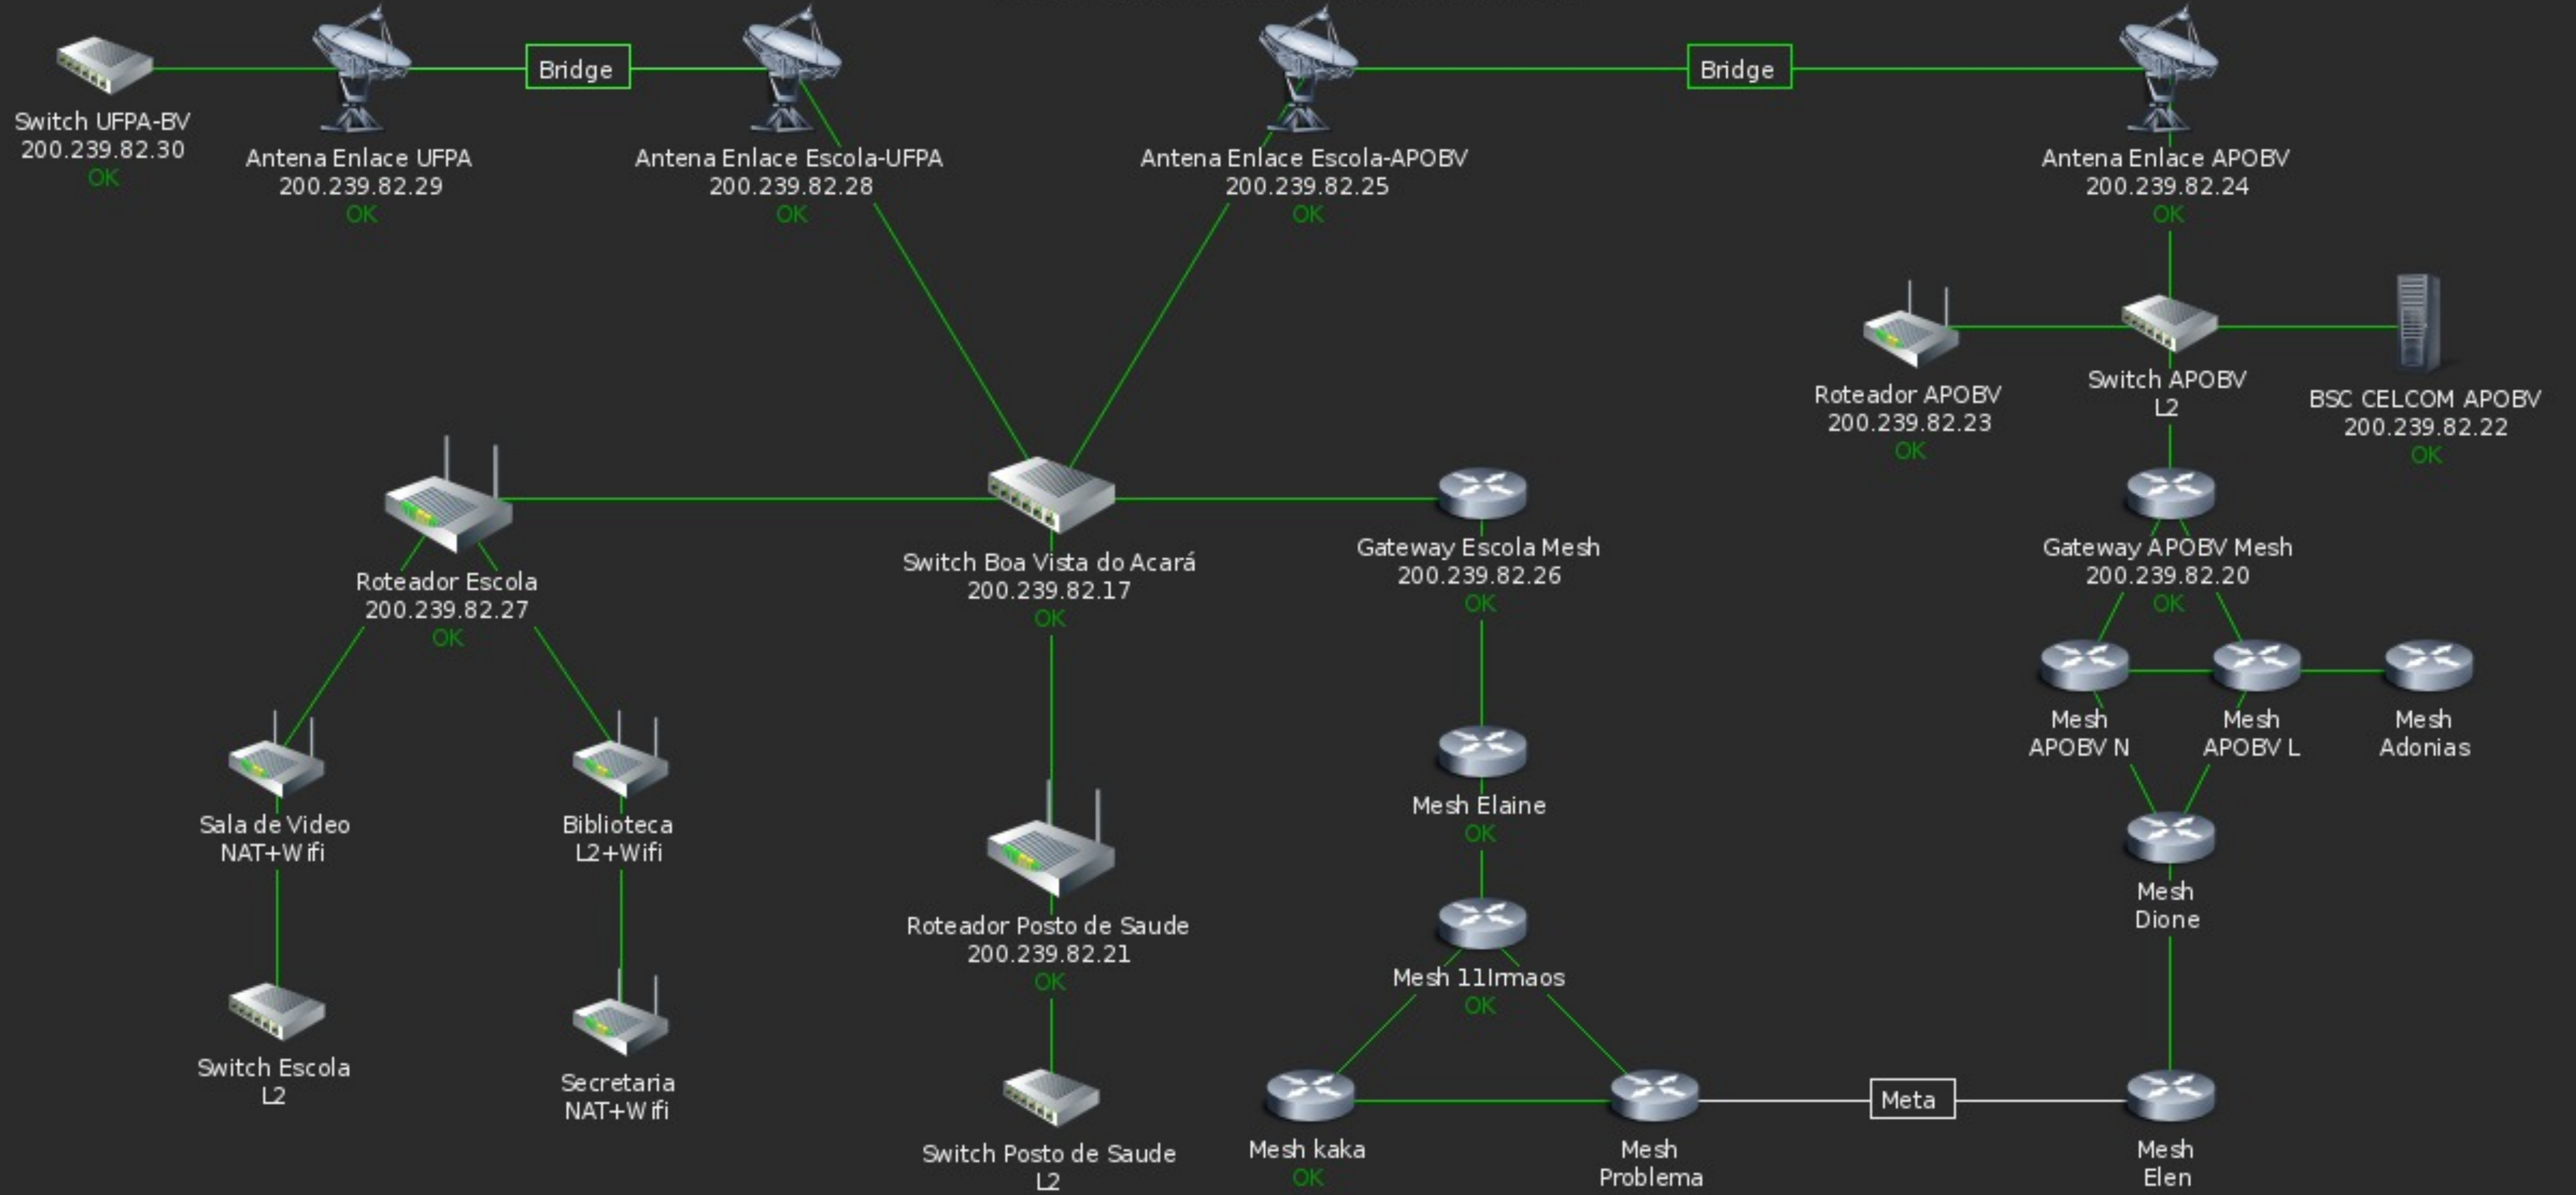 Bridge
Bridge
Switch UFPA-BV
200.239.82.30
OK
Antena Enlace UFPA
200.239.82.29
OK
Antena Enlace Escola-UFPA
200.239.82.28
OK
Antena Enlace Escola-APOBV
200.239.82.25
OK
Antena Enlace APOBV
200.239.82.24
OK
Roteador APOBV
200.239.82.23
OK
Switch APOBV
L2
BSC CELCOM APOBV
200.239.82.22
OK
Roteador Escola
200.239.82.27
OK
Switch Boa Vista do Acará
200.239.82.17
OK
Gateway Escola Mesh
200.239.82.26
OK
Gateway APOBV Mesh
200.239.82.20
OK
Mesh
APOBV N
Mesh
APOBV L
Mesh
Adonias
Sala de Video
NAT+Wifi
Biblioteca
L2+Wifi
Mesh Elaine
OK
Mesh
Dione
Roteador Posto de Saude
200.239.82.21
OK
Mesh 11Irmaos
OK
Switch Escola
L2
Secretaria
NAT+Wifi
Switch Posto de Saude
L2
Mesh kaka
OK
Mesh
Problema
Meta
Mesh
Elen